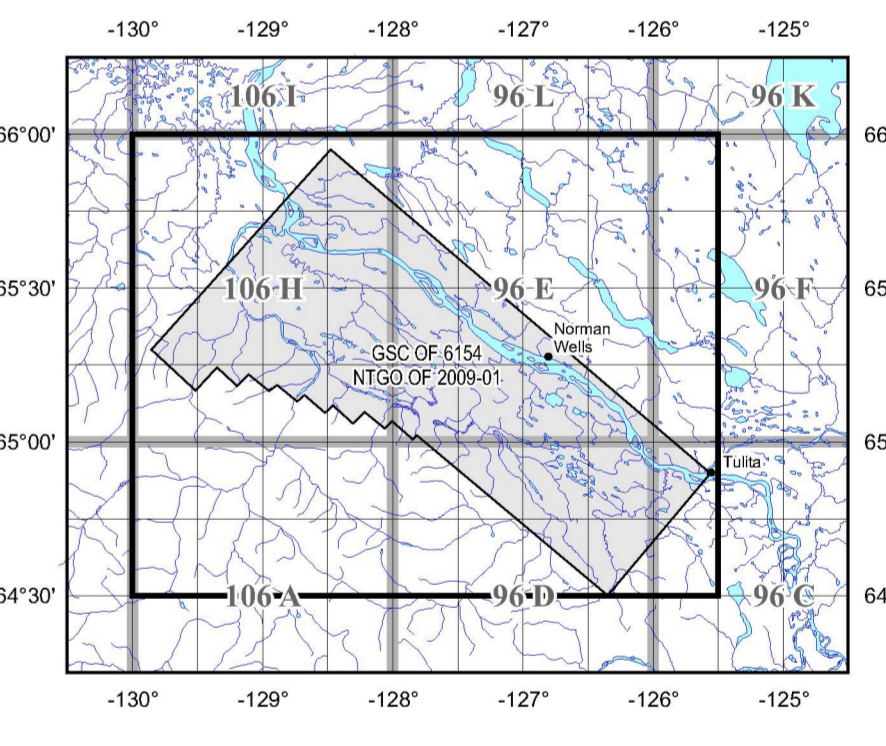 -130° -129° -128° -127° -126° -125°
106 I 96 L 96 K
66°00' 66
65°30' 65
106 H 96 E 96 F
Norman
Wells
GSC OF 6154
NTGO OF 2009-01
65°00' 65
Tulita
64°30' 64
106 A 96 D 96 C
-130° -129° -128° -127° -126° -125°